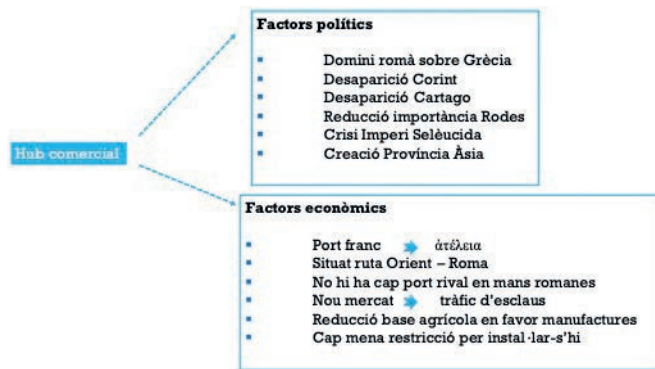 Factors polítics
Domini romà sobre Grècia
Desaparició Corint
Desaparició Cartago
Reducció importància Rodes
Crisi Imperi Selèucida
Creació Província Àsia
Hub comercial
Factors econòmics
Port franc ἀτέλεια
Situat ruta Orient – Roma
No hi ha cap port rival en mans romanes
Nou mercat tràfic d'esclaus
Reducció base agrícola en favor manufactures
Cap mena restricció per instal·lar-s'hi